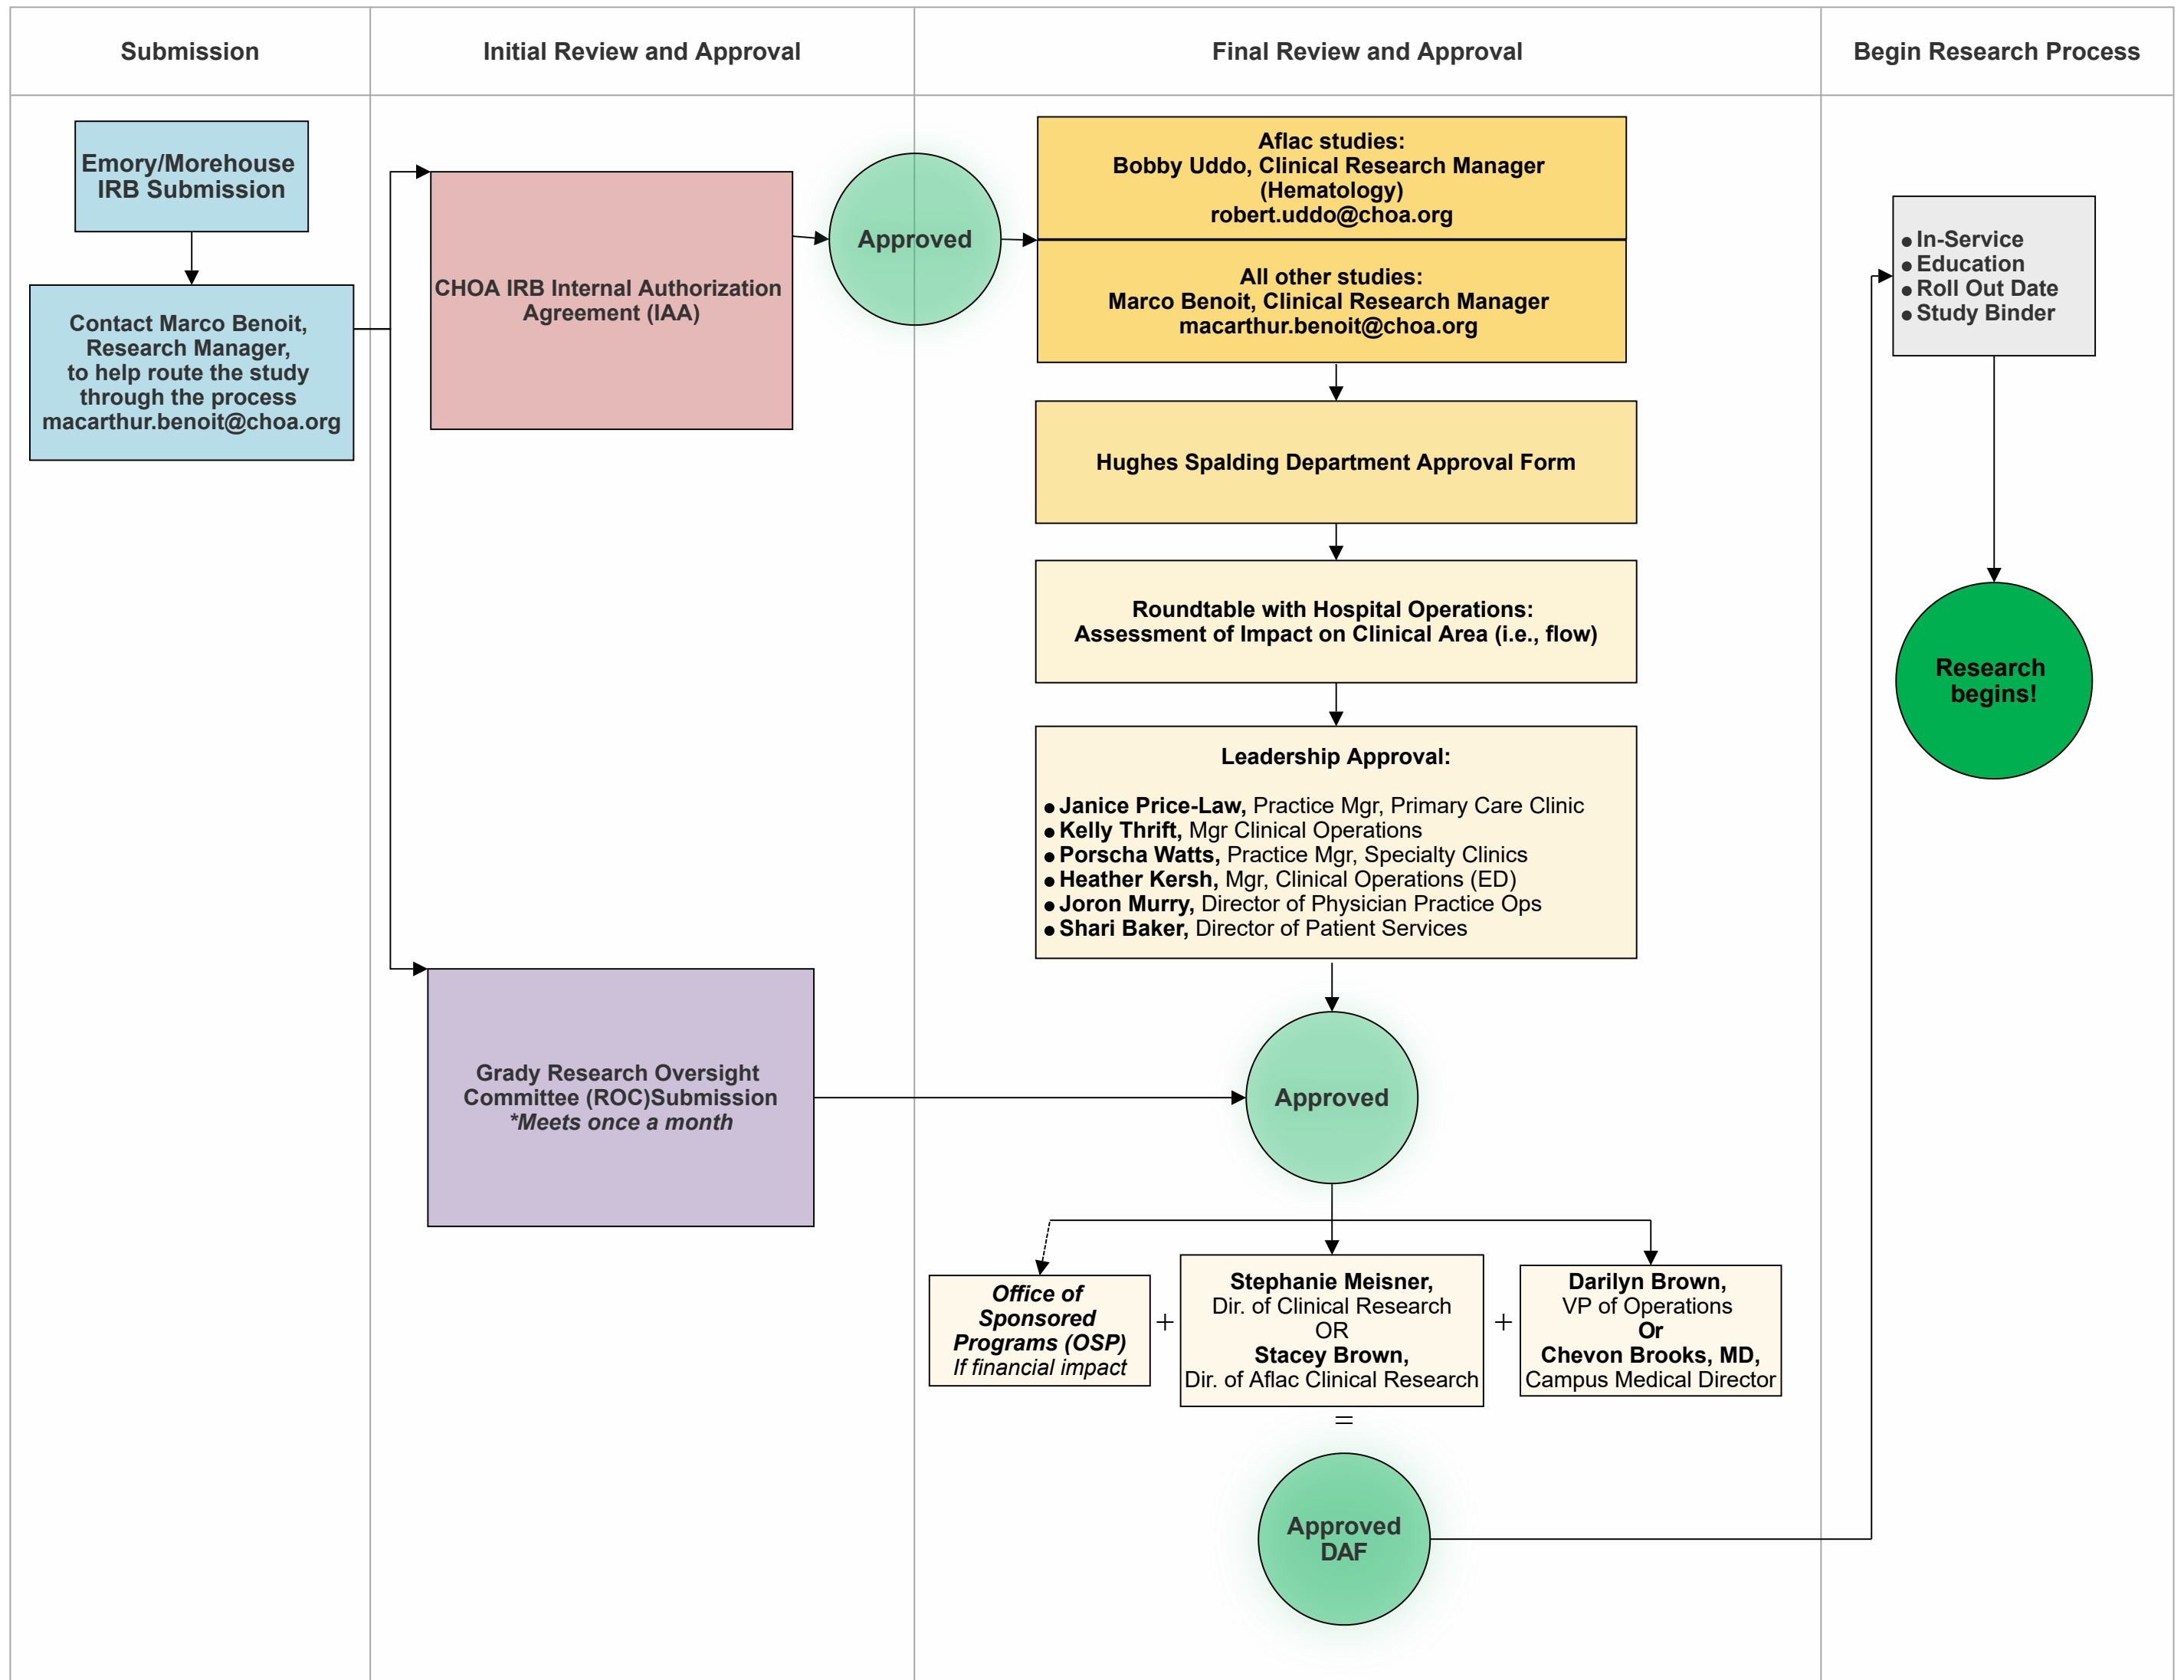 Submission
Initial Review and Approval
Final Review and Approval
Begin Research Process
Emory/Morehouse
IRB Submission
Contact Marco Benoit,
Research Manager,
to help route the study
through the process
macarthur.benoit@choa.org
CHOA IRB Internal Authorization
Agreement (IAA)
Approved
Grady Research Oversight
Committee (ROC)Submission
*Meets once a month
Aflac studies:
Bobby Uddo, Clinical Research Manager
(Hematology)
robert.uddo@choa.org
All other studies:
Marco Benoit, Clinical Research Manager
macarthur.benoit@choa.org
Hughes Spalding Department Approval Form
Roundtable with Hospital Operations:
Assessment of Impact on Clinical Area (i.e., flow)
Leadership Approval:
● Janice Price-Law, Practice Mgr, Primary Care Clinic
● Kelly Thrift, Mgr Clinical Operations
● Porscha Watts, Practice Mgr, Specialty Clinics
● Heather Kersh, Mgr, Clinical Operations (ED)
● Joron Murry, Director of Physician Practice Ops
● Shari Baker, Director of Patient Services
Approved
Office of
Sponsored
Programs (OSP)
If financial impact
+
Stephanie Meisner,
Dir. of Clinical Research
OR
Stacey Brown,
Dir. of Aflac Clinical Research
+
Darilyn Brown,
VP of Operations
Or
Chevon Brooks, MD,
Campus Medical Director
=
Approved
DAF
● In-Service
● Education
● Roll Out Date
● Study Binder
Research
begins!